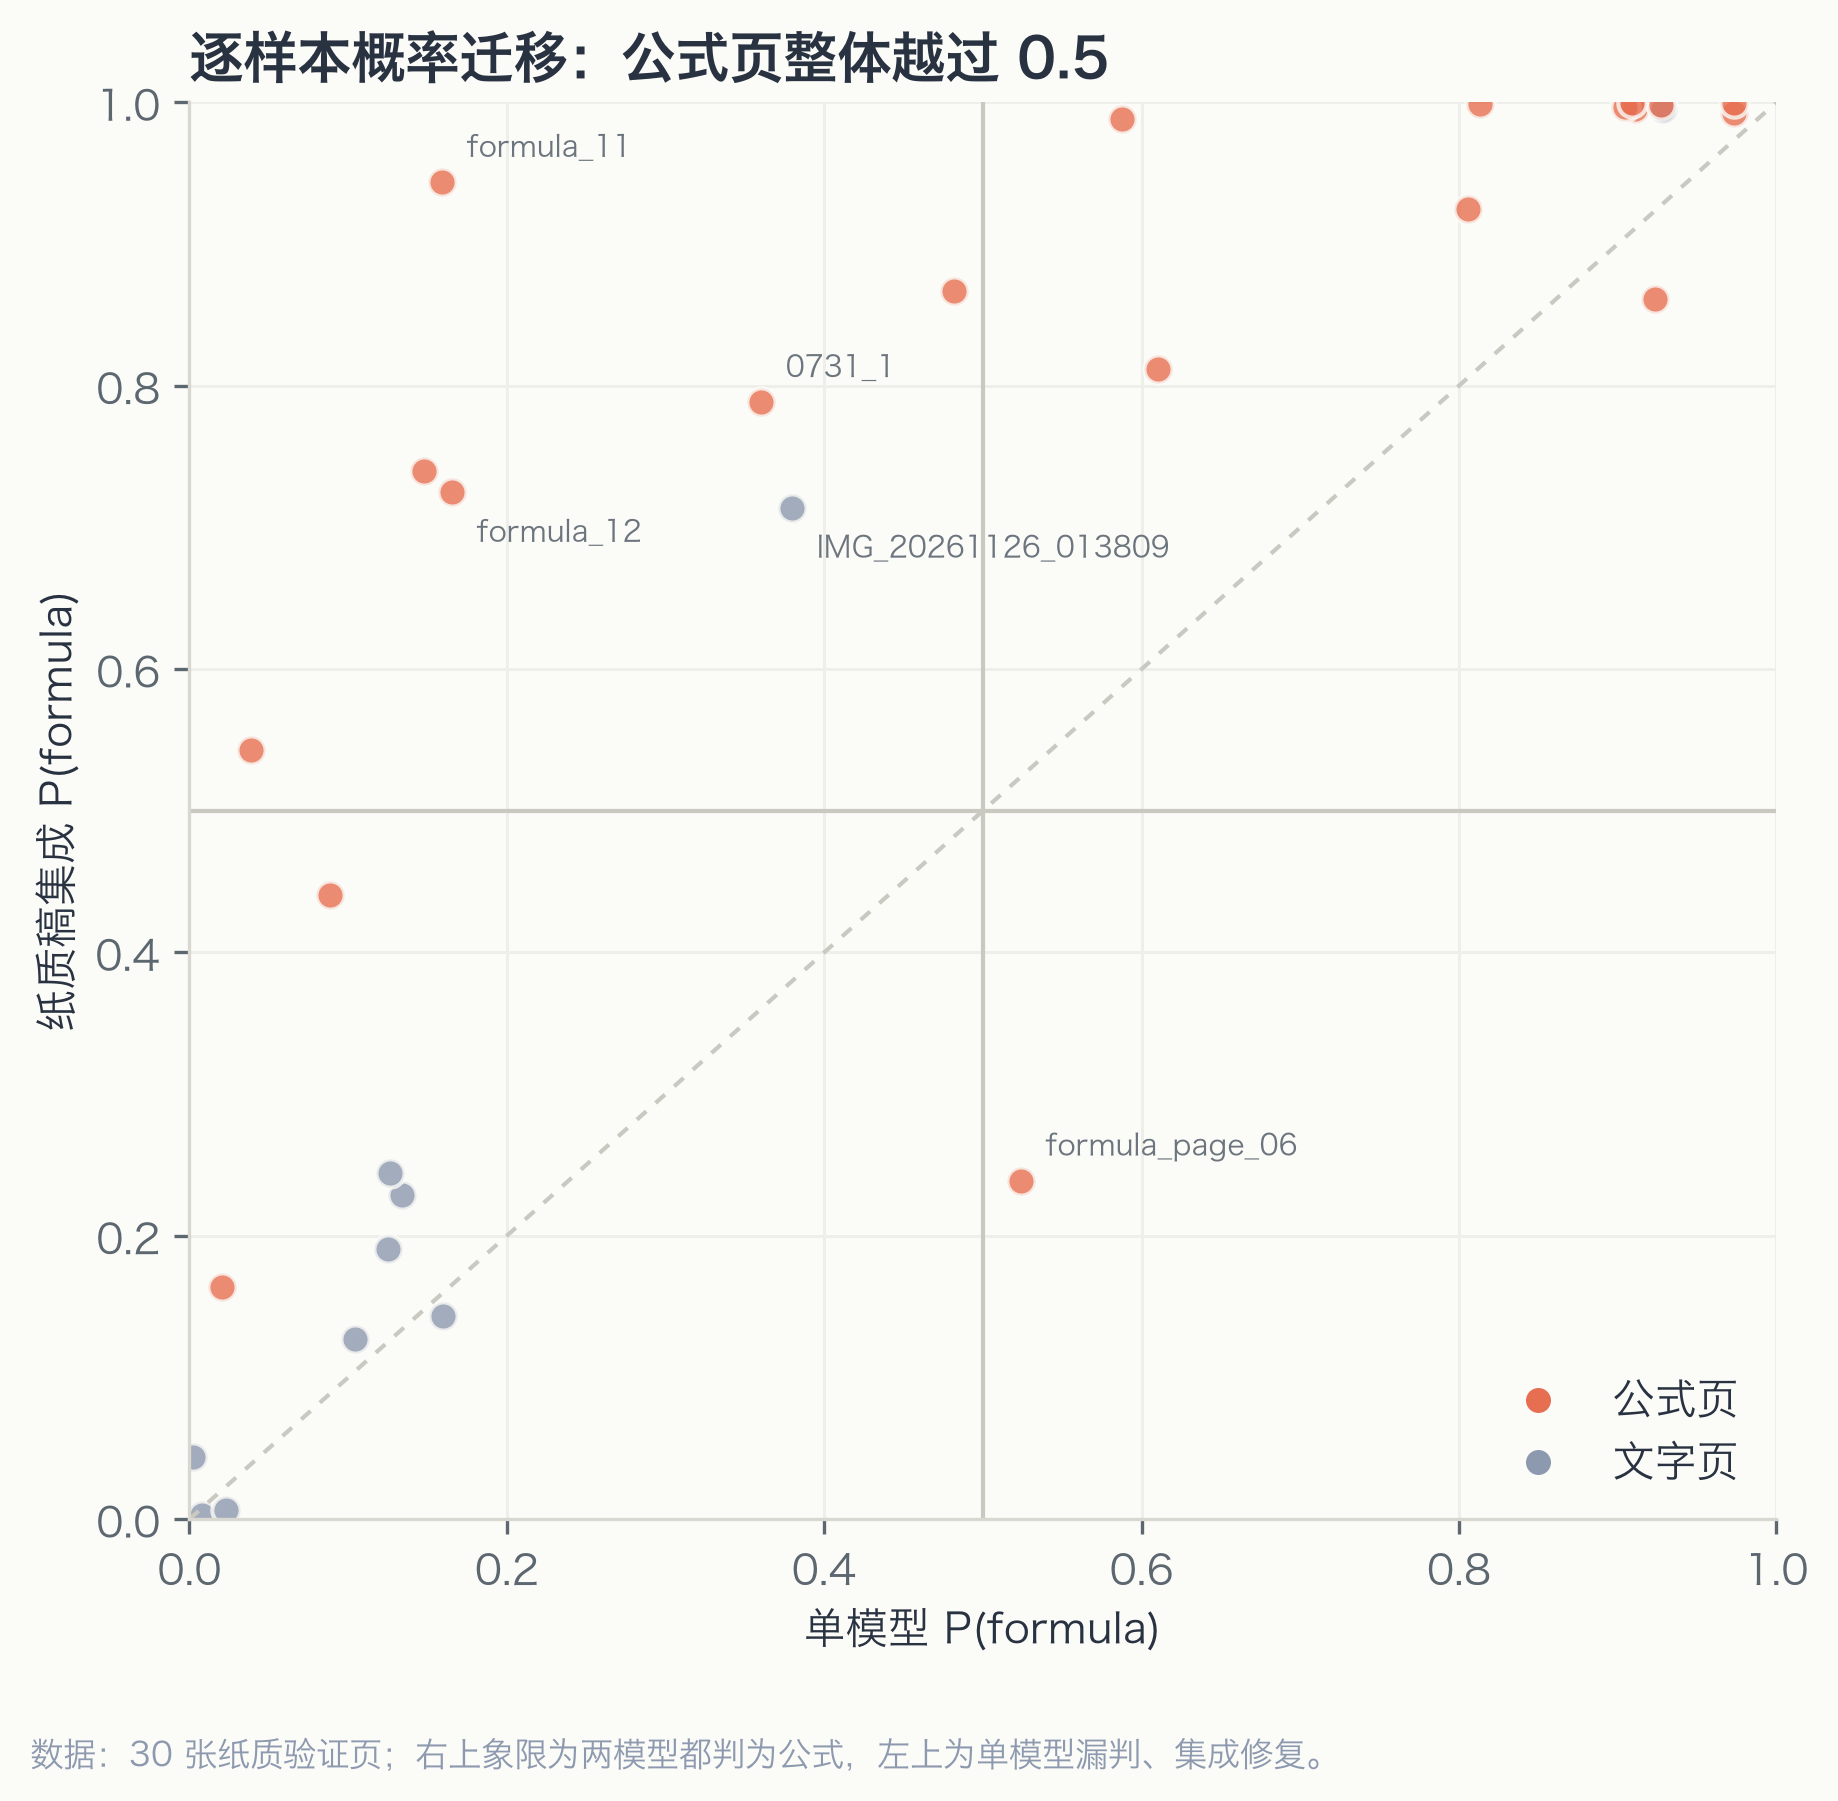 逐样本概率迁移：公式页整体越过 0.5
1.0
formula_11
0731_1
0.8
formula_12
IMG_20261126_013809
0.6
纸质稿集成 P(formula)
0.4
formula_page_06
0.2
公式页
文字页
0.0
0.0 0.2 0.4 0.6 0.8 1.0
单模型 P(formula)
数据：30 张纸质验证页；右上象限为两模型都判为公式，左上为单模型漏判、集成修复。